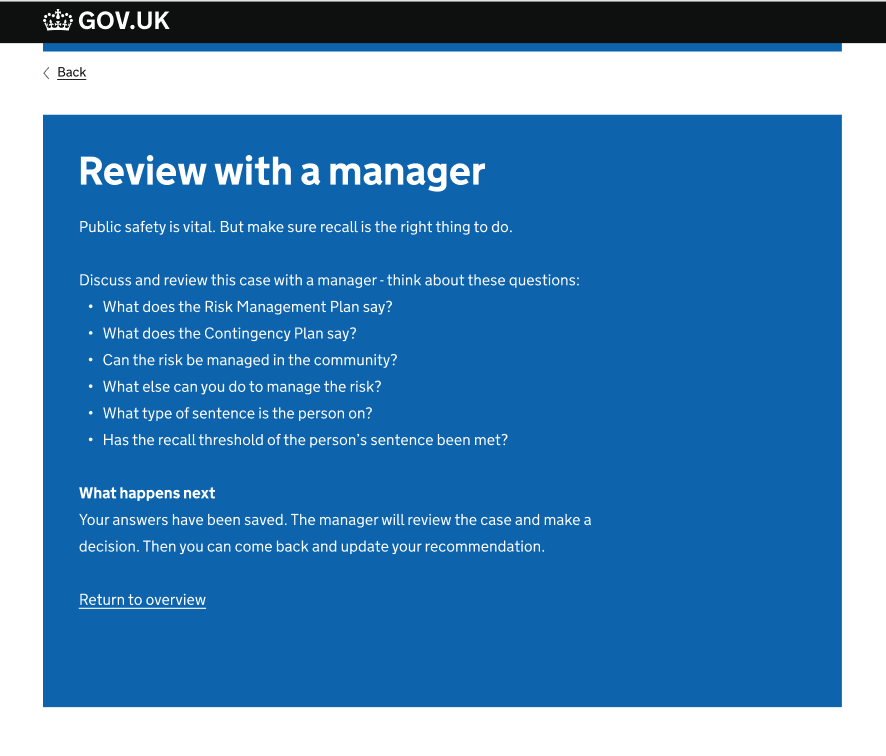 GOV.UK
Back
Review with a manager
Public safety is vital. But make sure recall is the right thing to do.
Discuss and review this case with a manager - think about these questions:
• What does the Risk Management Plan say?
• What does the Contingency Plan say?
• Can the risk be managed in the community?
• What else can you do to manage the risk?
• What type of sentence is the person on?
• Has the recall threshold of the person's sentence been met?
What happens next
Your answers have been saved. The manager will review the case and make a
decision. Then you can come back and update your recommendation.
Return to overview